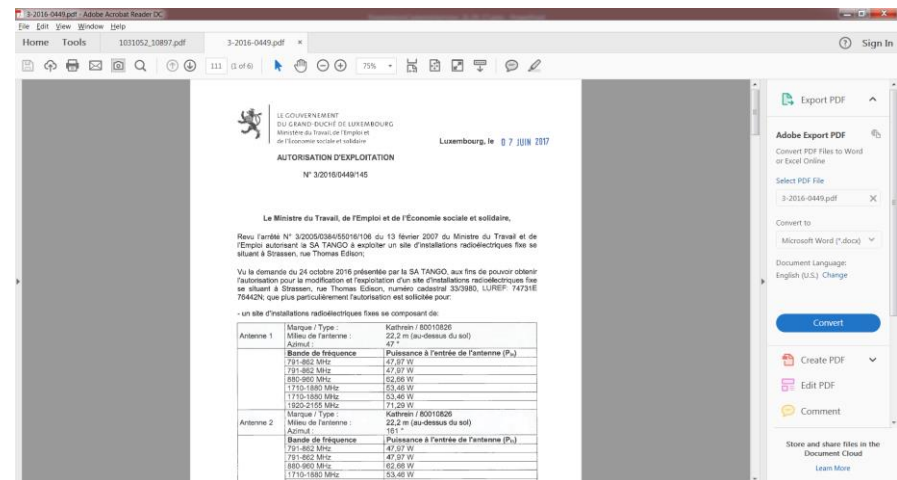 3-2016-0449.pdf - Adobe Acrobat Reader DC
File Edit View Window Help
Home Tools 1031052_10897.pdf 3-2016-0449.pdf × Sign In
111 (1 of 6) 75%
LE GOUVERNEMENT
DU GRAND-DUCHÉ DE LUXEMBOURG
Ministère du Travail, de l'Emploi et
de l'Économie sociale et solidaire
Luxembourg, le 07 JUIN 2017
AUTORISATION D'EXPLOITATION
N° 3/2016/0449/145
Le Ministre du Travail, de l'Emploi et de l'Économie sociale et solidaire,
Revu l'arrêté N° 3/2005/0384/55016/106 du 13 février 2007 du Ministre du Travail et de
l'Emploi autorisant la SA TANGO à exploiter un site d'installations radioélectriques fixe se
situant à Strassen, rue Thomas Edison;
Vu la demande du 24 octobre 2016 présentée par la SA TANGO, aux fins de pouvoir obtenir
l'autorisation pour la modification et l'exploitation d'un site d'installations radioélectriques fixe
se situant à Strassen, rue Thomas Edison, numéro cadastral 33/3980, LUREF: 74731E
76442N; que plus particulièrement l'autorisation est sollicitée pour:
- un site d'installations radioélectriques fixes se composant de:
Antenne 1
Marque / Type : Kathrein / 80010826
Milieu de l'antenne : 22,2 m (au-dessus du sol)
Azimut : 47 °
Bande de fréquence Puissance à l'entrée de l'antenne (Pin)
791-862 MHz 47,97 W
791-862 MHz 47,97 W
880-960 MHz 62,66 W
1710-1880 MHz 53,46 W
1710-1880 MHz 53,46 W
1920-2155 MHz 71,29 W
Antenne 2
Marque / Type : Kathrein / 80010826
Milieu de l'antenne : 22,2 m (au-dessus du sol)
Azimut : 161 °
Bande de fréquence Puissance à l'entrée de l'antenne (Pin)
791-862 MHz 47,97 W
791-862 MHz 47,97 W
880-960 MHz 62,66 W
1710-1880 MHz 53,46 W
Export PDF
Adobe Export PDF
Convert PDF Files to Word
or Excel Online
Select PDF File
3-2016-0449.pdf X
Convert to
Microsoft Word (*.docx)
Document Language:
English (U.S.) Change
Convert
Create PDF
Edit PDF
Comment
Store and share files in the
Document Cloud
Learn More